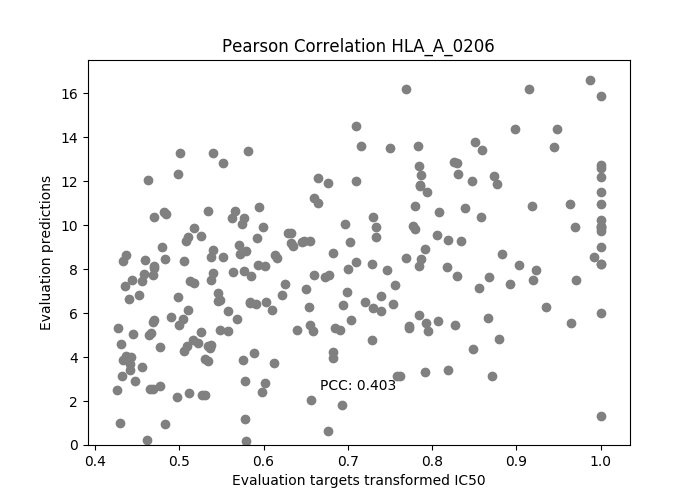 Pearson Correlation HLA_A_0206
Evaluation predictions
16
14
12
10
8
6
4
2
0
PCC: 0.403
0.4 0.5 0.6 0.7 0.8 0.9 1.0
Evaluation targets transformed IC50